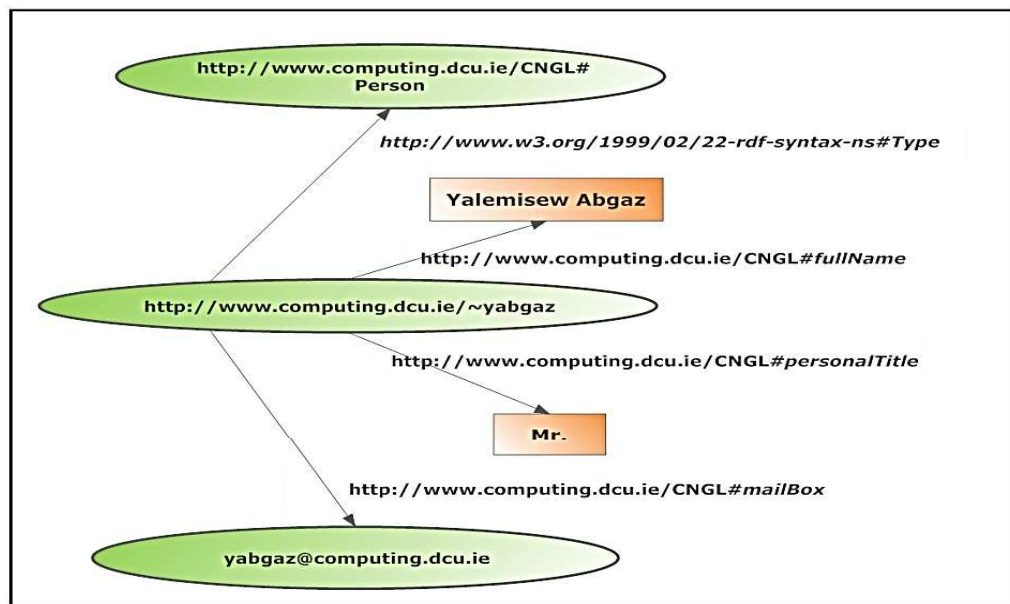 http://www.computing.dcu.ie/CNGL#
Person
http://www.w3.org/1999/02/22-rdf-syntax-ns#Type
Yalemisew Abgaz
http://www.computing.dcu.ie/CNGL#fullName
http://www.computing.dcu.ie/~yabgaz
http://www.computing.dcu.ie/CNGL#personalTitle
Mr.
http://www.computing.dcu.ie/CNGL#mailBox
yabgaz@computing.dcu.ie